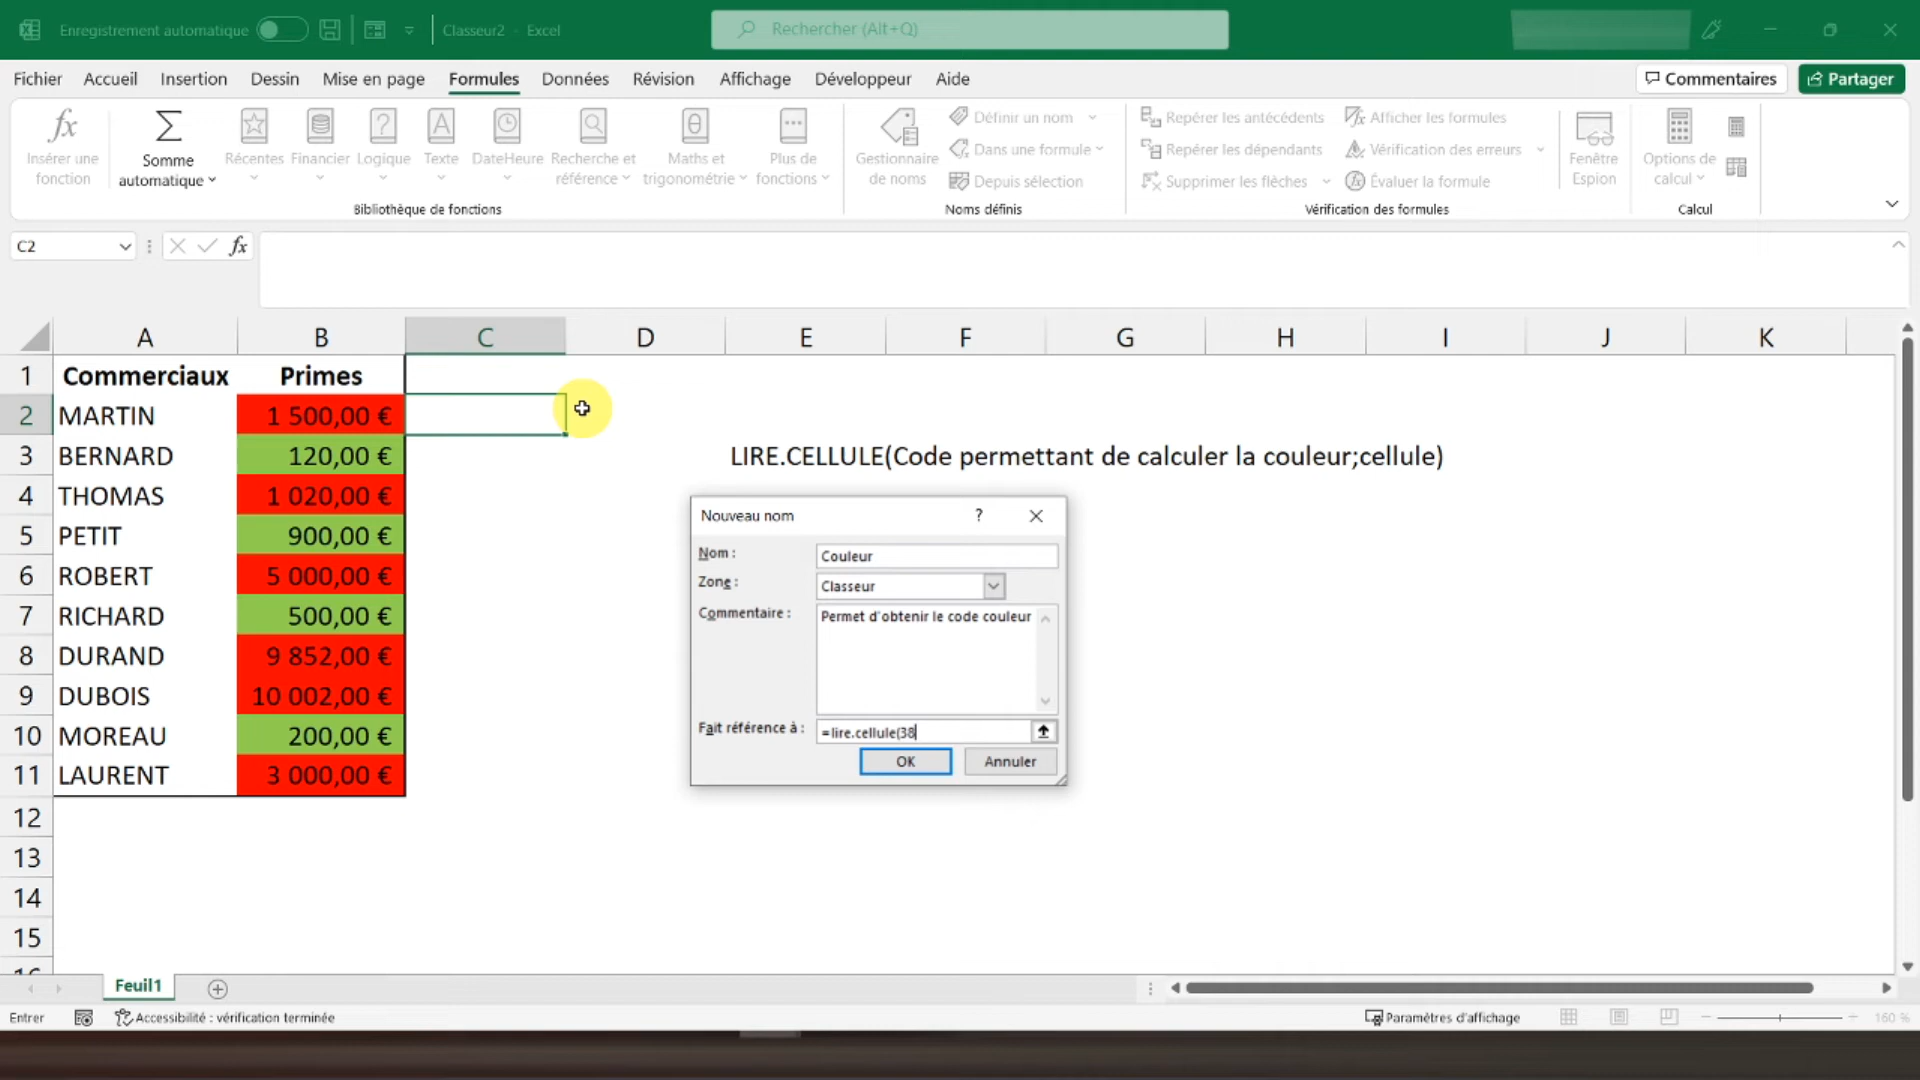 Enregistrement automatique
Classeur2 - Excel
Rechercher (Alt+Q)
Fichier Accueil Insertion Dessin Mise en page Formules Données Révision Affichage Développeur Aide
Commentaires
Partager
Insérer une fonction
Somme automatique
Récentes
Financier
Logique
Texte
DateHeure
Recherche et référence
Maths et trigonométrie
Plus de fonctions
Bibliothèque de fonctions
Gestionnaire de noms
Définir un nom
Dans une formule
Depuis sélection
Noms définis
Repérer les antécédents
Repérer les dépendants
Supprimer les flèches
Afficher les formules
Vérification des erreurs
Évaluer la formule
Vérification des formules
Fenêtre Espion
Options de calcul
Calcul
C2
fx
A B C D E F G H I J K
1 Commerciaux Primes
2 MARTIN 1 500,00 €
3 BERNARD 120,00 €
LIRE.CELLULE(Code permettant de calculer la couleur;cellule)
4 THOMAS 1 020,00 €
5 PETIT 900,00 €
6 ROBERT 5 000,00 €
7 RICHARD 500,00 €
8 DURAND 9 852,00 €
9 DUBOIS 10 002,00 €
10 MOREAU 200,00 €
11 LAURENT 3 000,00 €
12
13
14
15
16
Nouveau nom
?
Nom : Couleur
Zone : Classeur
Commentaire : Permet d'obtenir le code couleur
Fait référence à : =lire.cellule(38
OK
Annuler
Feuil1
Entrer
Accessibilité : vérification terminée
Paramètres d'affichage
160 %